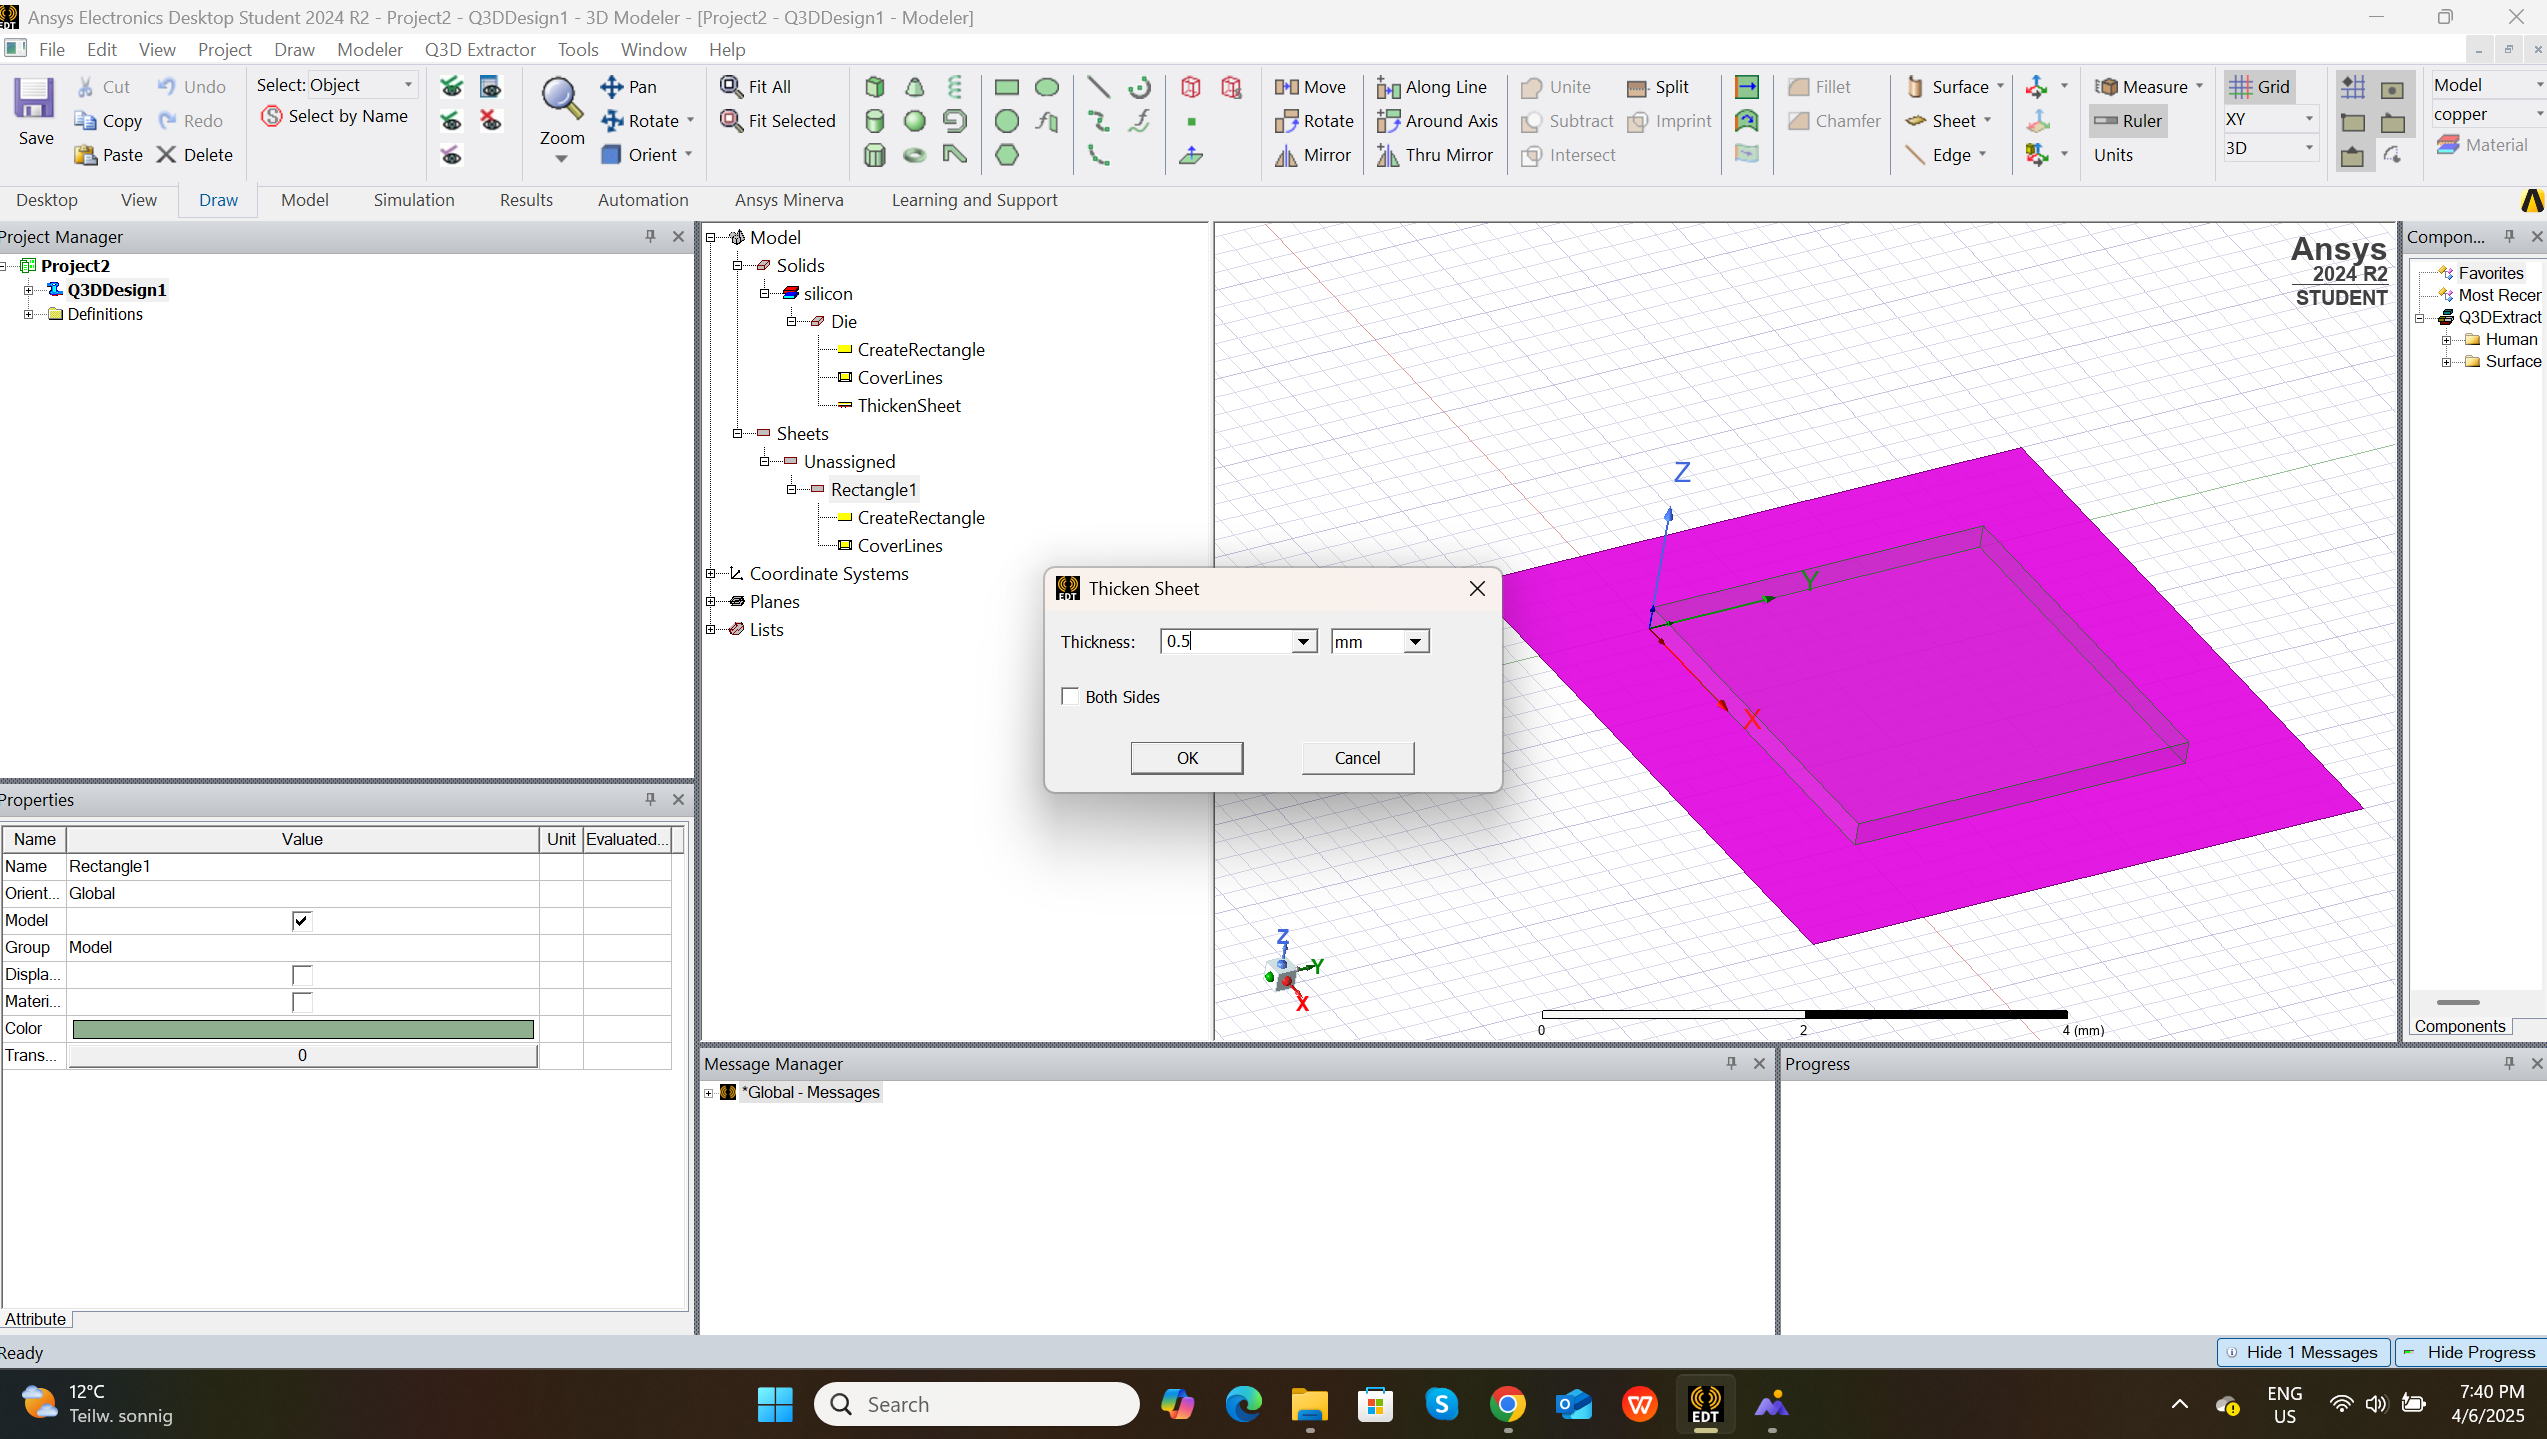 Ansys Electronics Desktop Student 2024 R2 - Project2 - Q3DDesign1 - 3D Modeler - [Project2 - Q3DDesign1 - Modeler]
File Edit View Project Draw Modeler Q3D Extractor Tools Window Help
Save
Cut
Copy
Paste
Undo
Redo
Delete
Select: Object
Select by Name
Zoom
Pan
Rotate
Orient
Fit All
Fit Selected
Move
Rotate
Mirror
Along Line
Around Axis
Thru Mirror
Unite
Subtract
Intersect
Split
Imprint
Fillet
Chamfer
Surface
Sheet
Edge
Measure
Ruler
Units
Grid
XY
3D
Model
copper
Material
Desktop View Draw Model Simulation Results Automation Ansys Minerva Learning and Support
Project Manager
Project2
Q3DDesign1
Definitions
Model
Solids
silicon
Die
CreateRectangle
CoverLines
ThickenSheet
Sheets
Unassigned
Rectangle1
CreateRectangle
CoverLines
Coordinate Systems
Planes
Lists
Ansys
2024 R2
STUDENT
Z
Y
X
Z
Y
X
0 2 4 (mm)
Thicken Sheet
Thickness: 0.5 mm
Both Sides
OK Cancel
Compon...
Favorites
Most Recer
Q3DExtract
Human
Surface
Components
Properties
Name Value Unit Evaluated...
Name Rectangle1
Orient... Global
Model
Group Model
Displa...
Materi...
Color
Trans... 0
Attribute
Message Manager
*Global - Messages
Progress
Ready
Hide 1 Messages Hide Progress
12°C
Teilw. sonnig
Search
EDT
ENG
US
7:40 PM
4/6/2025